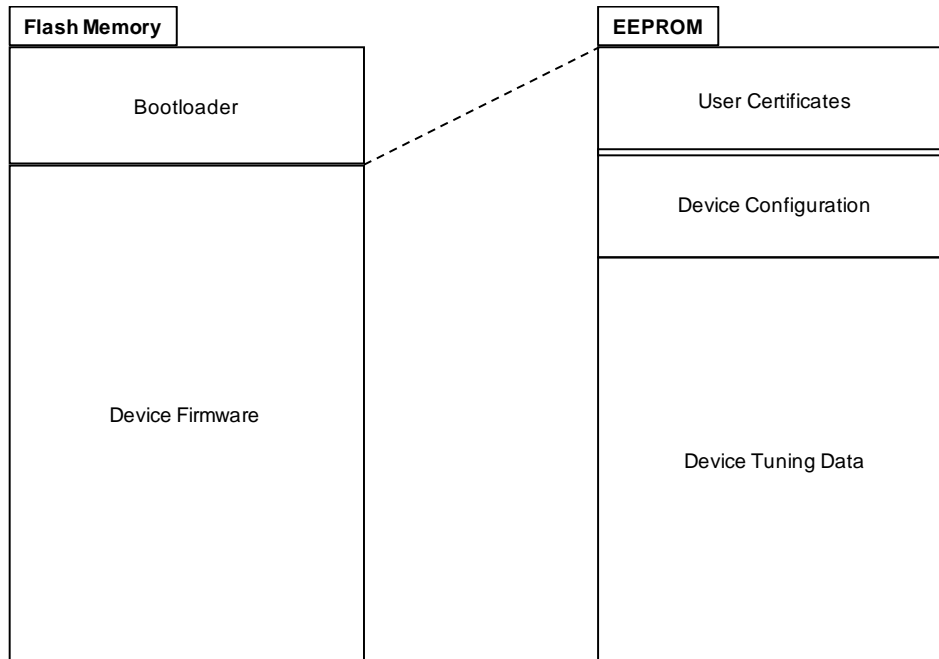 Flash Memory
Bootloader
Device Firmware
EEPROM
User Certificates
Device Configuration
Device Tuning Data